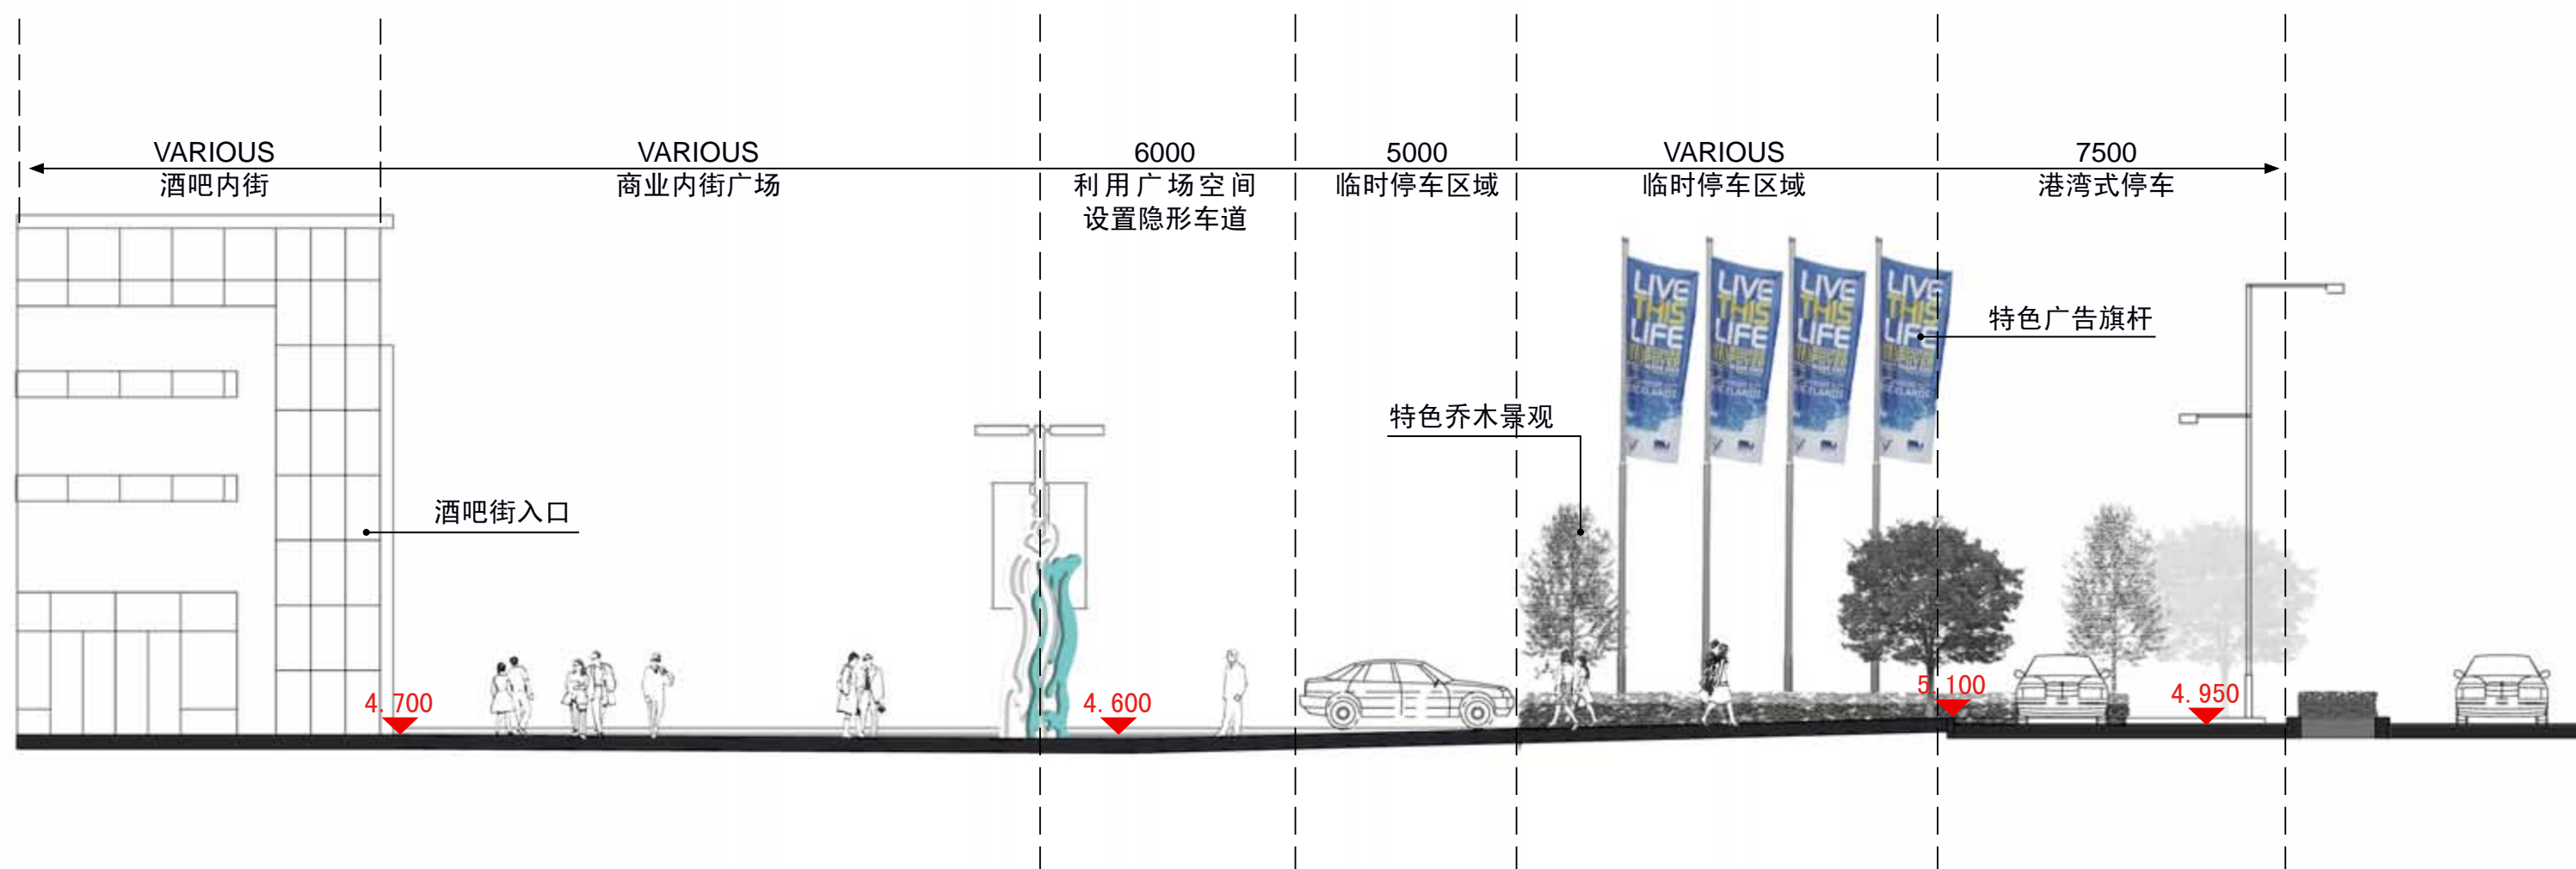 VARIOUS
酒吧内街
VARIOUS
商业内街广场
6000
利用广场空间
设置隐形车道
5000
临时停车区域
VARIOUS
临时停车区域
7500
港湾式停车
LIVE
THIS
LIFE
LIVE
THIS
LIFE
LIVE
THIS
LIFE
LIVE
THIS
LIFE
特色广告旗杆
特色乔木景观
酒吧街入口
4.700
4.600
5.100
4.950